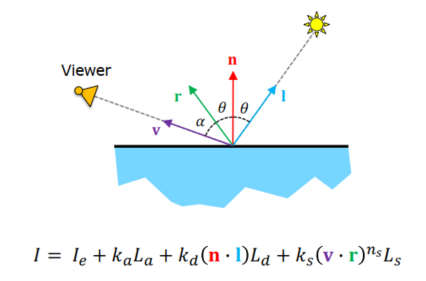 Viewer
n
r
θ
θ
l
α
v
I = I_e + k_a L_a + k_d (n · l) L_d + k_s (v · r)^{n_s} L_s